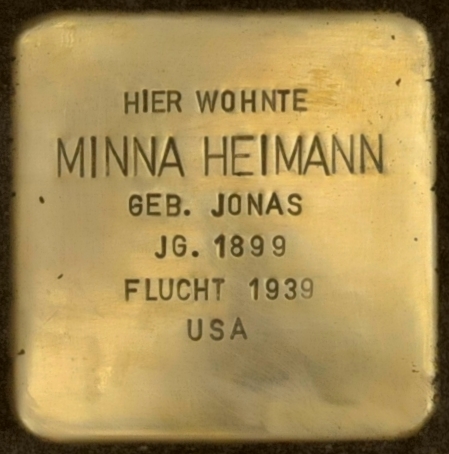 HIER WOHNTE
MINNA HEIMANN
GEB. JONAS
JG. 1899
FLUCHT 1939
USA